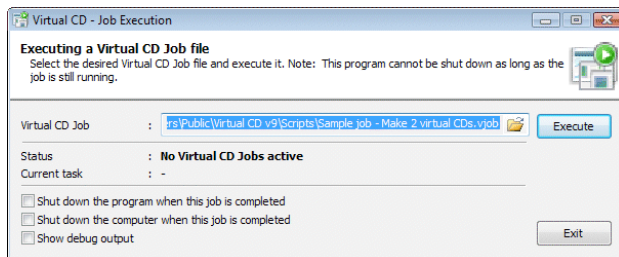 Virtual CD - Job Execution
Executing a Virtual CD Job file
Select the desired Virtual CD Job file and execute it. Note: This program cannot be shut down as long as the
job is still running.
Virtual CD Job : ers\Public\Virtual CD v9\Scripts\Sample job - Make 2 virtual CDs.vjob Execute
Status : No Virtual CD Jobs active
Current task : -
Shut down the program when this job is completed
Shut down the computer when this job is completed
Show debug output
Exit